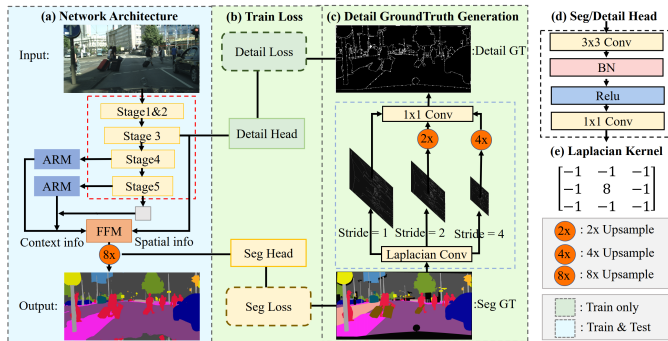 (a) Network Architecture
Input:
Stage1&2
Stage 3
ARM
Stage4
ARM
Stage5
FFM
Context info
Spatial info
8x
Output:
(b) Train Loss
Detail Loss
Detail Head
Seg Head
Seg Loss
(c) Detail GroundTruth Generation
:Detail GT
1x1 Conv
2x
4x
Stride = 1
Stride = 2
Stride = 4
Laplacian Conv
:Seg GT
(d) Seg/Detail Head
3x3 Conv
BN
Relu
1x1 Conv
(e) Laplacian Kernel
−1 −1 −1
−1 8 −1
−1 −1 −1
2x : 2x Upsample
4x : 4x Upsample
8x : 8x Upsample
: Train only
: Train & Test